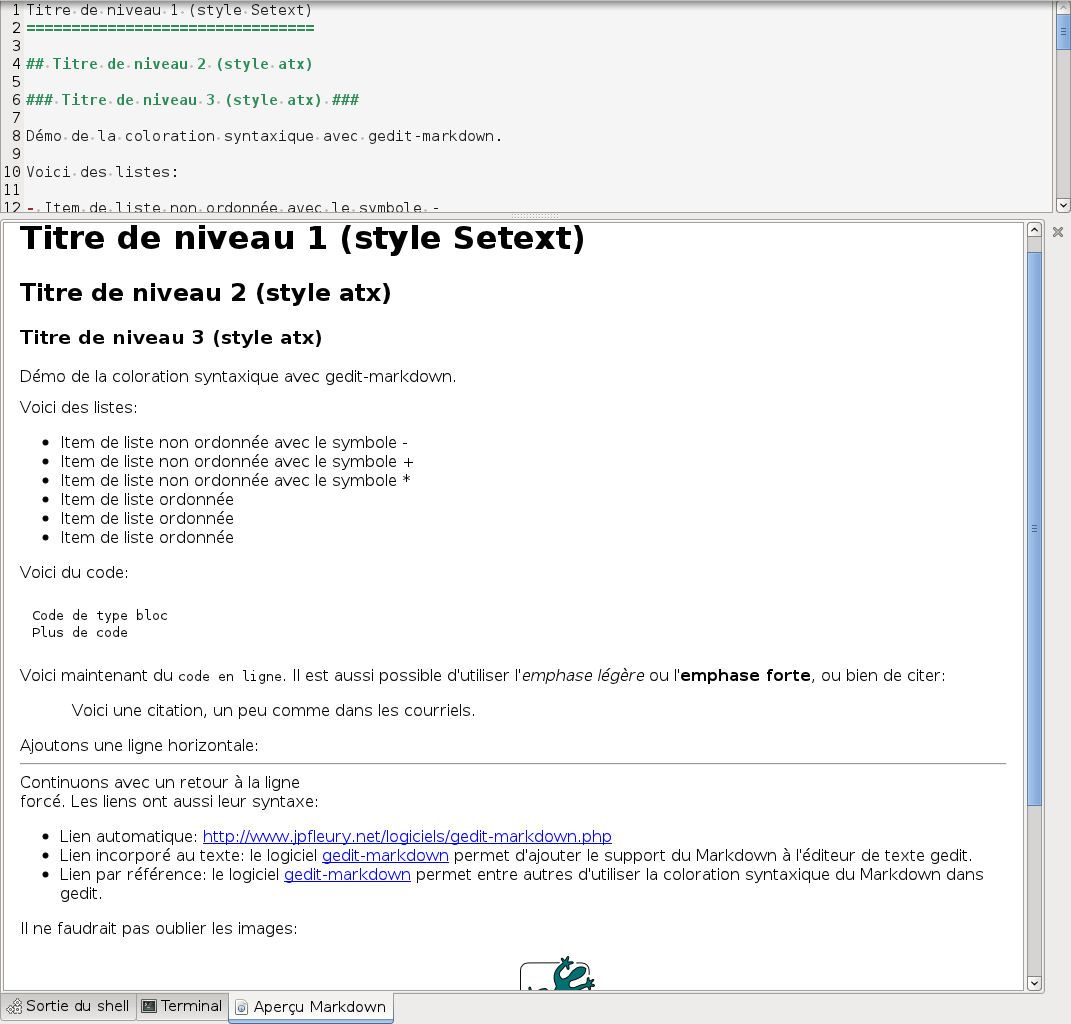 1 Titre de niveau 1 (style Setext)
2 ================================
3
4 ## Titre de niveau 2 (style atx)
5
6 ### Titre de niveau 3 (style atx) ###
7
8 Démo de la coloration syntaxique avec gedit-markdown.
9
10 Voici des listes:
11
12 - Item de liste non ordonnée avec le symbole -
Titre de niveau 1 (style Setext)
Titre de niveau 2 (style atx)
Titre de niveau 3 (style atx)
Démo de la coloration syntaxique avec gedit-markdown.
Voici des listes:
• Item de liste non ordonnée avec le symbole -
• Item de liste non ordonnée avec le symbole +
• Item de liste non ordonnée avec le symbole *
• Item de liste ordonnée
• Item de liste ordonnée
• Item de liste ordonnée
Voici du code:
Code de type bloc
Plus de code
Voici maintenant du code en ligne. Il est aussi possible d'utiliser l'emphase légère ou l'emphase forte, ou bien de citer:
Voici une citation, un peu comme dans les courriels.
Ajoutons une ligne horizontale:
Continuons avec un retour à la ligne
forcé. Les liens ont aussi leur syntaxe:
• Lien automatique: http://www.jpfleury.net/logiciels/gedit-markdown.php
• Lien incorporé au texte: le logiciel gedit-markdown permet d'ajouter le support du Markdown à l'éditeur de texte gedit.
• Lien par référence: le logiciel gedit-markdown permet entre autres d'utiliser la coloration syntaxique du Markdown dans
gedit.
Il ne faudrait pas oublier les images:
Sortie du shell Terminal Aperçu Markdown